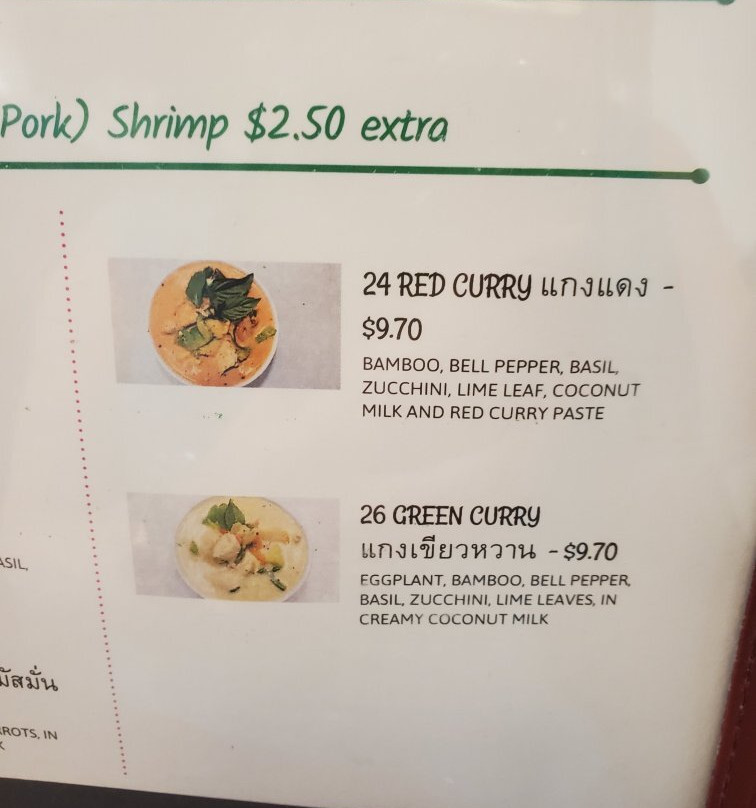 Pork) Shrimp $2.50 extra
24 RED CURRY แกงแดง -
$9.70
BAMBOO, BELL PEPPER, BASIL,
ZUCCHINI, LIME LEAF, COCONUT
MILK AND RED CURRY PASTE
26 GREEN CURRY
แกงเขียวหวาน - $9.70
EGGPLANT, BAMBOO, BELL PEPPER,
BASIL, ZUCCHINI, LIME LEAVES, IN
CREAMY COCONUT MILK
ASIL,
มัสมั่น
RROTS, IN
K